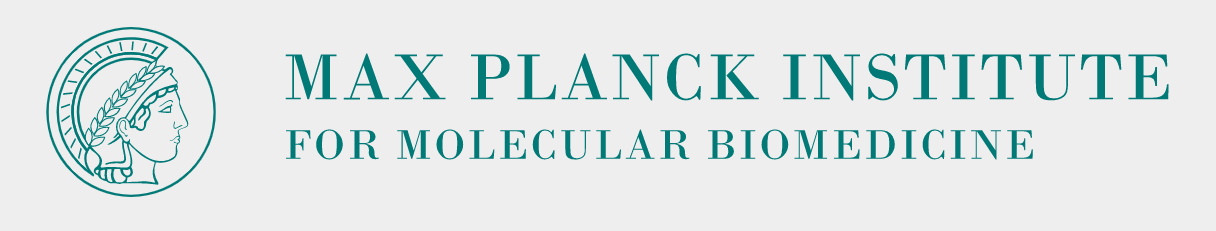 MAX PLANCK INSTITUTE
FOR MOLECULAR BIOMEDICINE